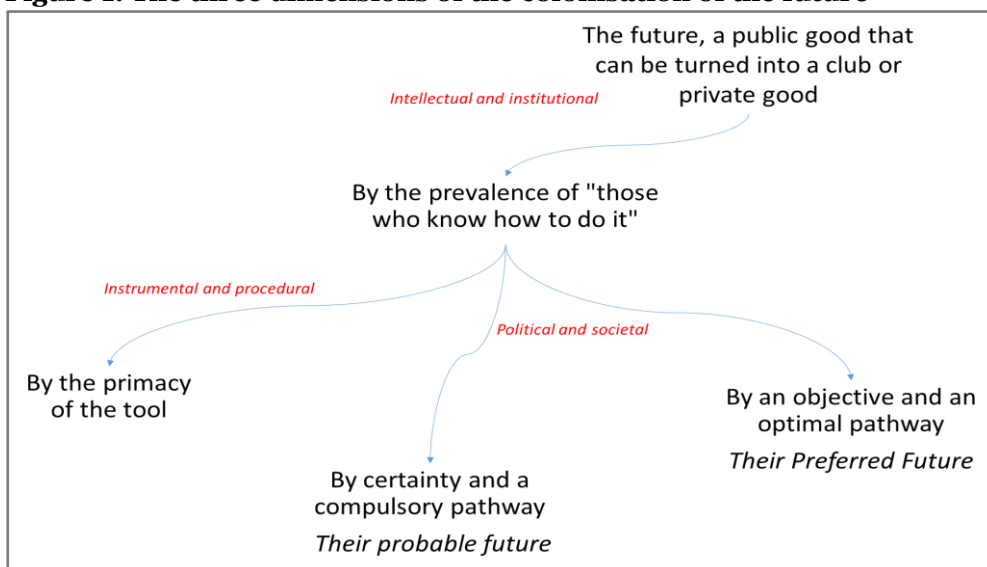 Figure 1. The three dimensions of the colonisation of the future
The future, a public good that
can be turned into a club or
private good
Intellectual and institutional
By the prevalence of "those
who know how to do it"
Instrumental and procedural
Political and societal
By the primacy
of the tool
By an objective and an
optimal pathway
Their Preferred Future
By certainty and a
compulsory pathway
Their probable future